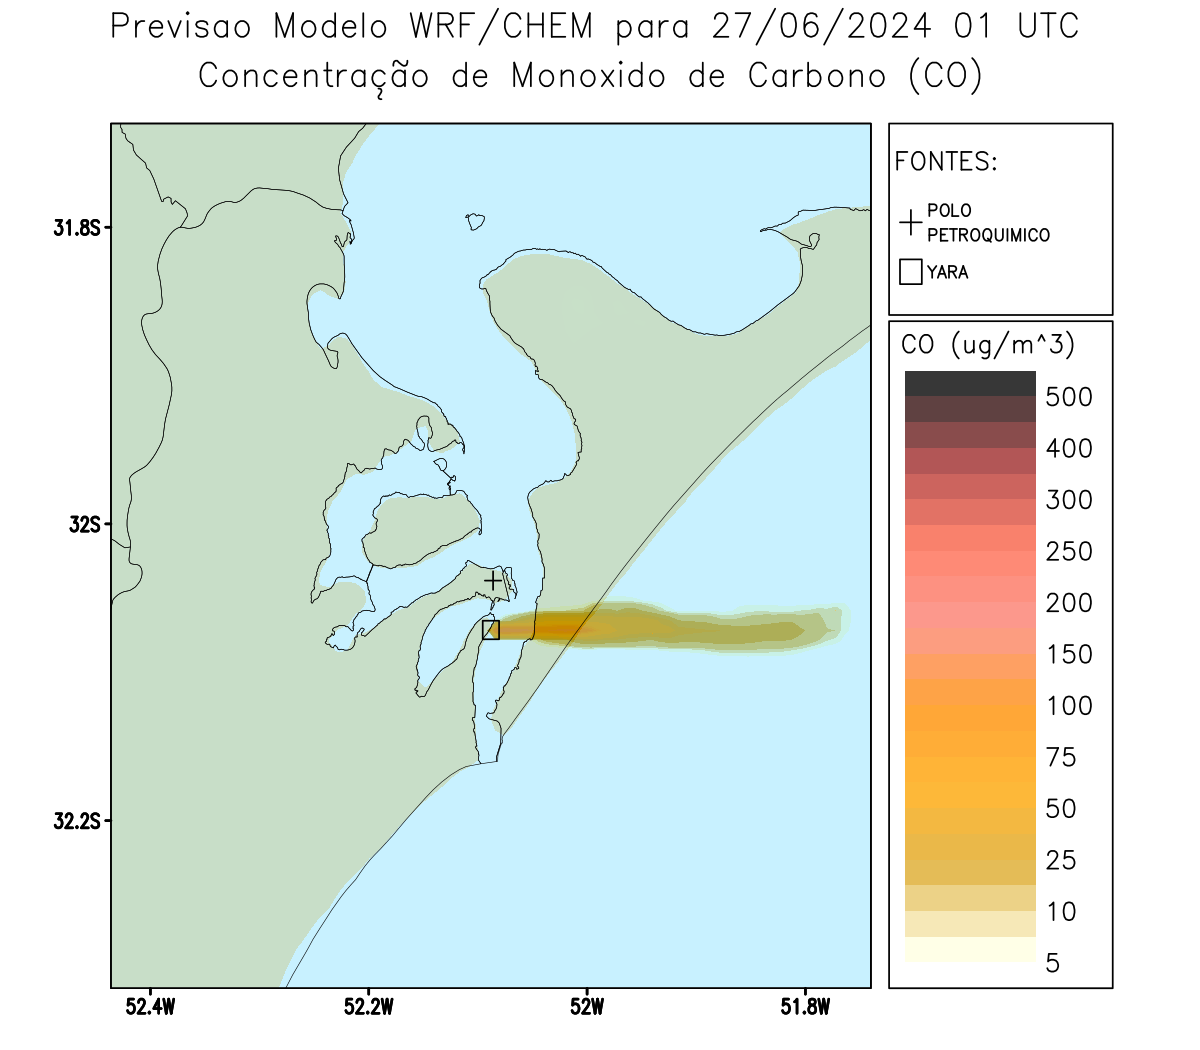 Previsao Modelo WRF/CHEM para 27/06/2024 01 UTC
Concentração de Monoxido de Carbono (CO)
FONTES:
POLO
PETROQUIMICO
YARA
31.8S
32S
32.2S
52.4W
52.2W
52W
51.8W
CO (ug/m^3)
500
400
300
250
200
150
100
75
50
25
10
5